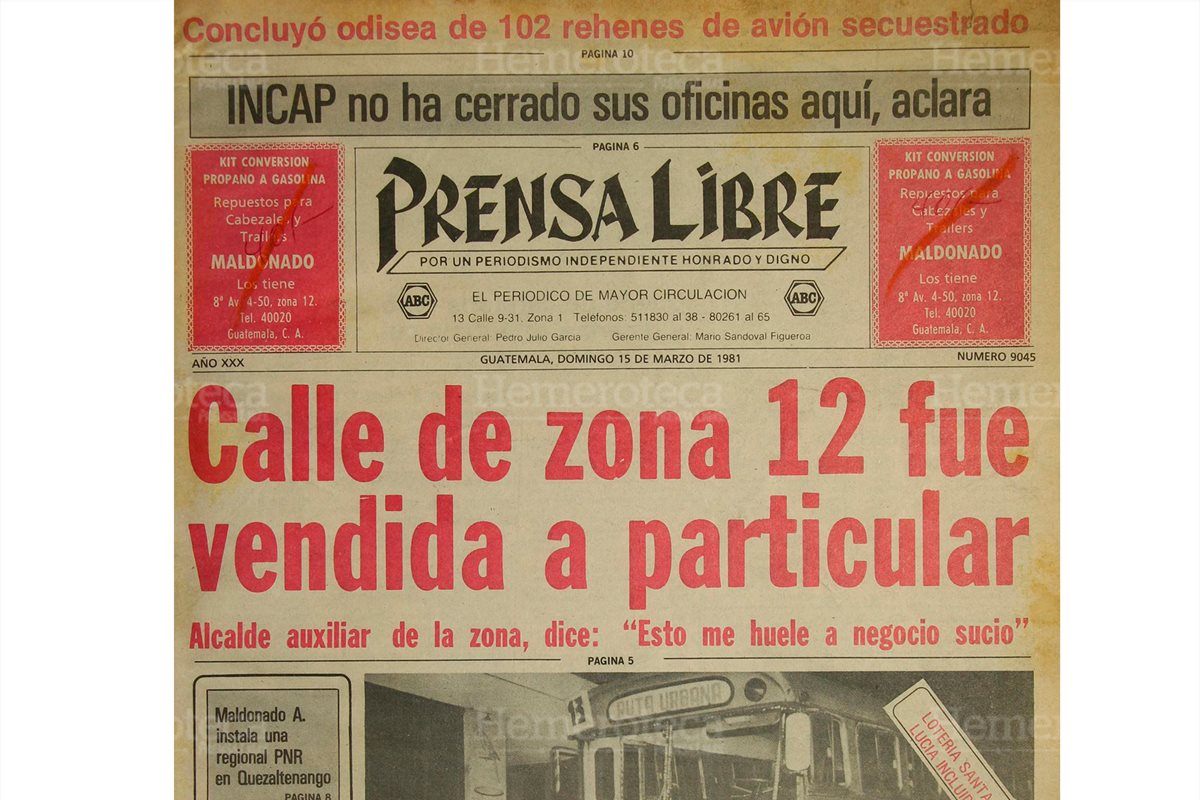 Concluyó odisea de 102 rehenes de avión secuestrado
PAGINA 10
INCAP no ha cerrado sus oficinas aquí, aclara
PAGINA 6
KIT CONVERSION
PROPANO A GASOLINA
Repuestos para
Cabezales y
Trailers
MALDONADO
Los tiene
8ª Av. 4-50, zona 12.
Tel. 40020
Guatemala, C. A.
PRENSA LIBRE
POR UN PERIODISMO INDEPENDIENTE HONRADO Y DIGNO
ABC
EL PERIODICO DE MAYOR CIRCULACION
ABC
13 Calle 9-31. Zona 1 Telefonos: 511830 al 38 - 80261 al 65
Director General: Pedro Julio Garcia Gerente General: Mario Sandoval Figueroa
KIT CONVERSION
PROPANO A GASOLINA
Repuestos para
Cabezales y
Trailers
MALDONADO
Los tiene
8ª Av. 4-50, zona 12.
Tel. 40020
Guatemala, C. A.
AÑO XXX
GUATEMALA, DOMINGO 15 DE MARZO DE 1981
NUMERO 9045
Calle de zona 12 fue
vendida a particular
Alcalde auxiliar de la zona, dice: “Esto me huele a negocio sucio”
PAGINA 5
Maldonado A.
instala una
regional PNR
en Quezaltenango
PAGINA 8
13
RUTA URBANA
LOTERIA SANTA
LUCIA INCLUID
Hemeroteca